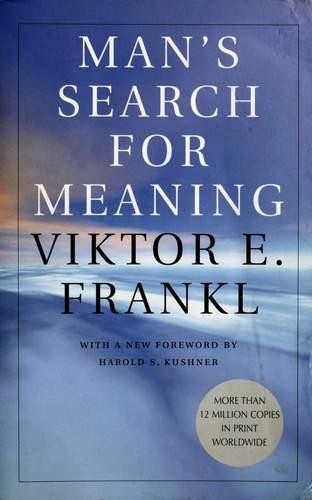 MAN'S
SEARCH
FOR
MEANING
VIKTOR E.
FRANKL
WITH A NEW FOREWORD BY
HAROLD S. KUSHNER
MORE THAN
12 MILLION COPIES
IN PRINT
WORLDWIDE